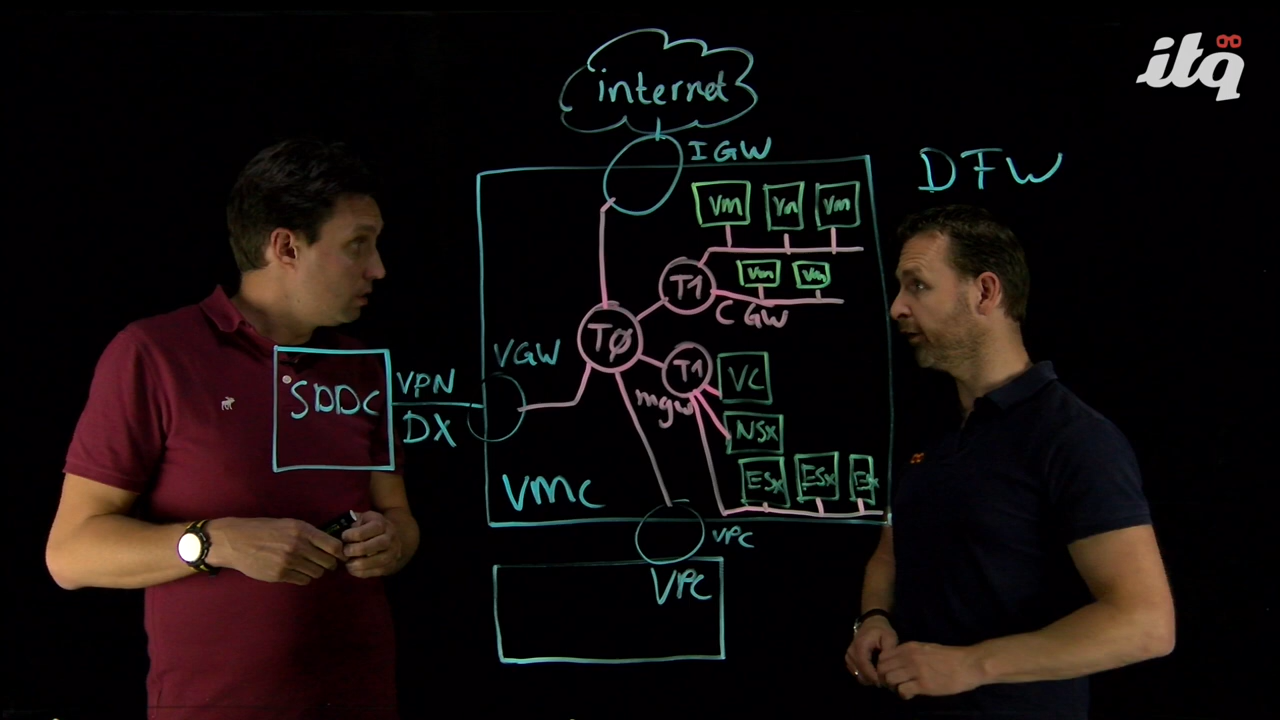 itq
internet
IGW
DFW
Vm Vm Vm
T1
Vm Vm
CGW
TØ
VGW
T1
mgw
VC
SDDC
VPN
DX
NSX
ESX ESX ESX
VMC
VPC
VPC